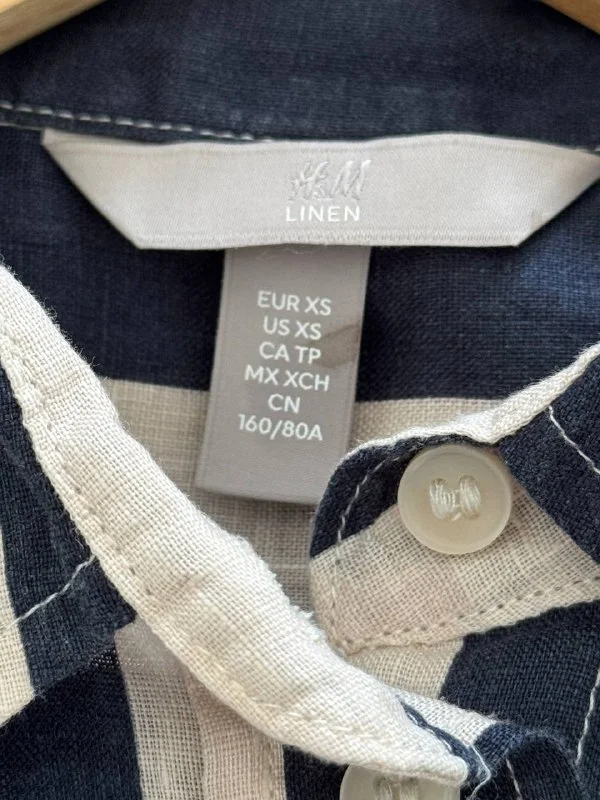 H&M
LINEN
EUR XS
US XS
CA TP
MX XCH
CN
160/80A